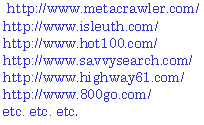 http://www.metacrawler.com/
http://www.isleuth.com/
http://www.hot100.com/
http://www.savvysearch.com/
http://www.highway61.com/
http://www.800go.com/
etc. etc. etc.